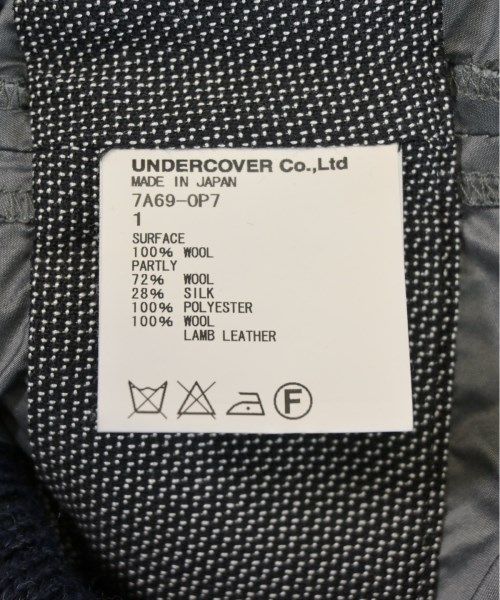 UNDERCOVER Co.,Ltd
MADE IN JAPAN
7A69-0P7
1
SURFACE
100% WOOL
PARTLY
72% WOOL
28% SILK
100% POLYESTER
100% WOOL
LAMB LEATHER
F